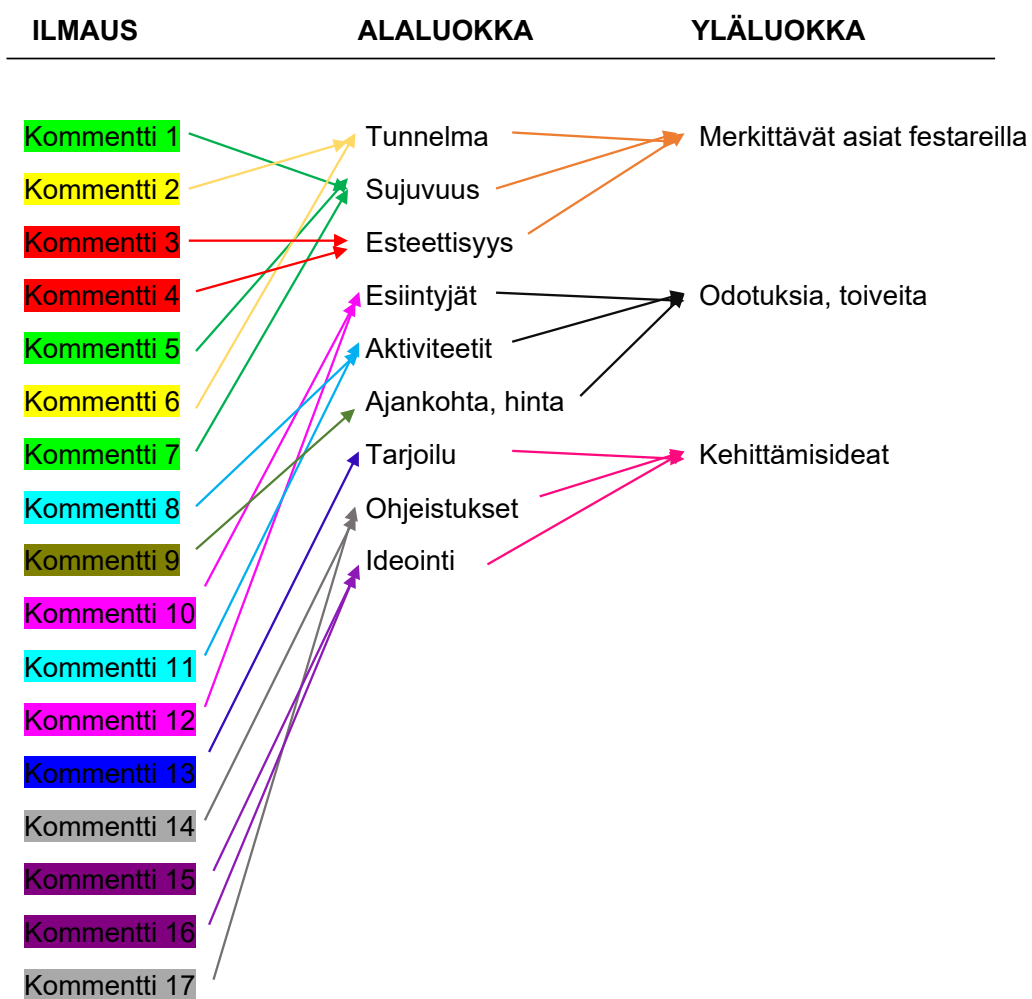 ILMAUS ALALUOKKA YLÄLUOKKA
Kommentti 1 Tunnelma Merkittävät asiat festareilla
Kommentti 2 Sujuvuus
Kommentti 3 Esteettisyys
Kommentti 4 Esiintyjät Odotuksia, toiveita
Kommentti 5 Aktiviteetit
Kommentti 6 Ajankohta, hinta
Kommentti 7 Tarjoilu Kehittämisideat
Kommentti 8 Ohjeistukset
Kommentti 9 Ideointi
Kommentti 10
Kommentti 11
Kommentti 12
Kommentti 13
Kommentti 14
Kommentti 15
Kommentti 16
Kommentti 17